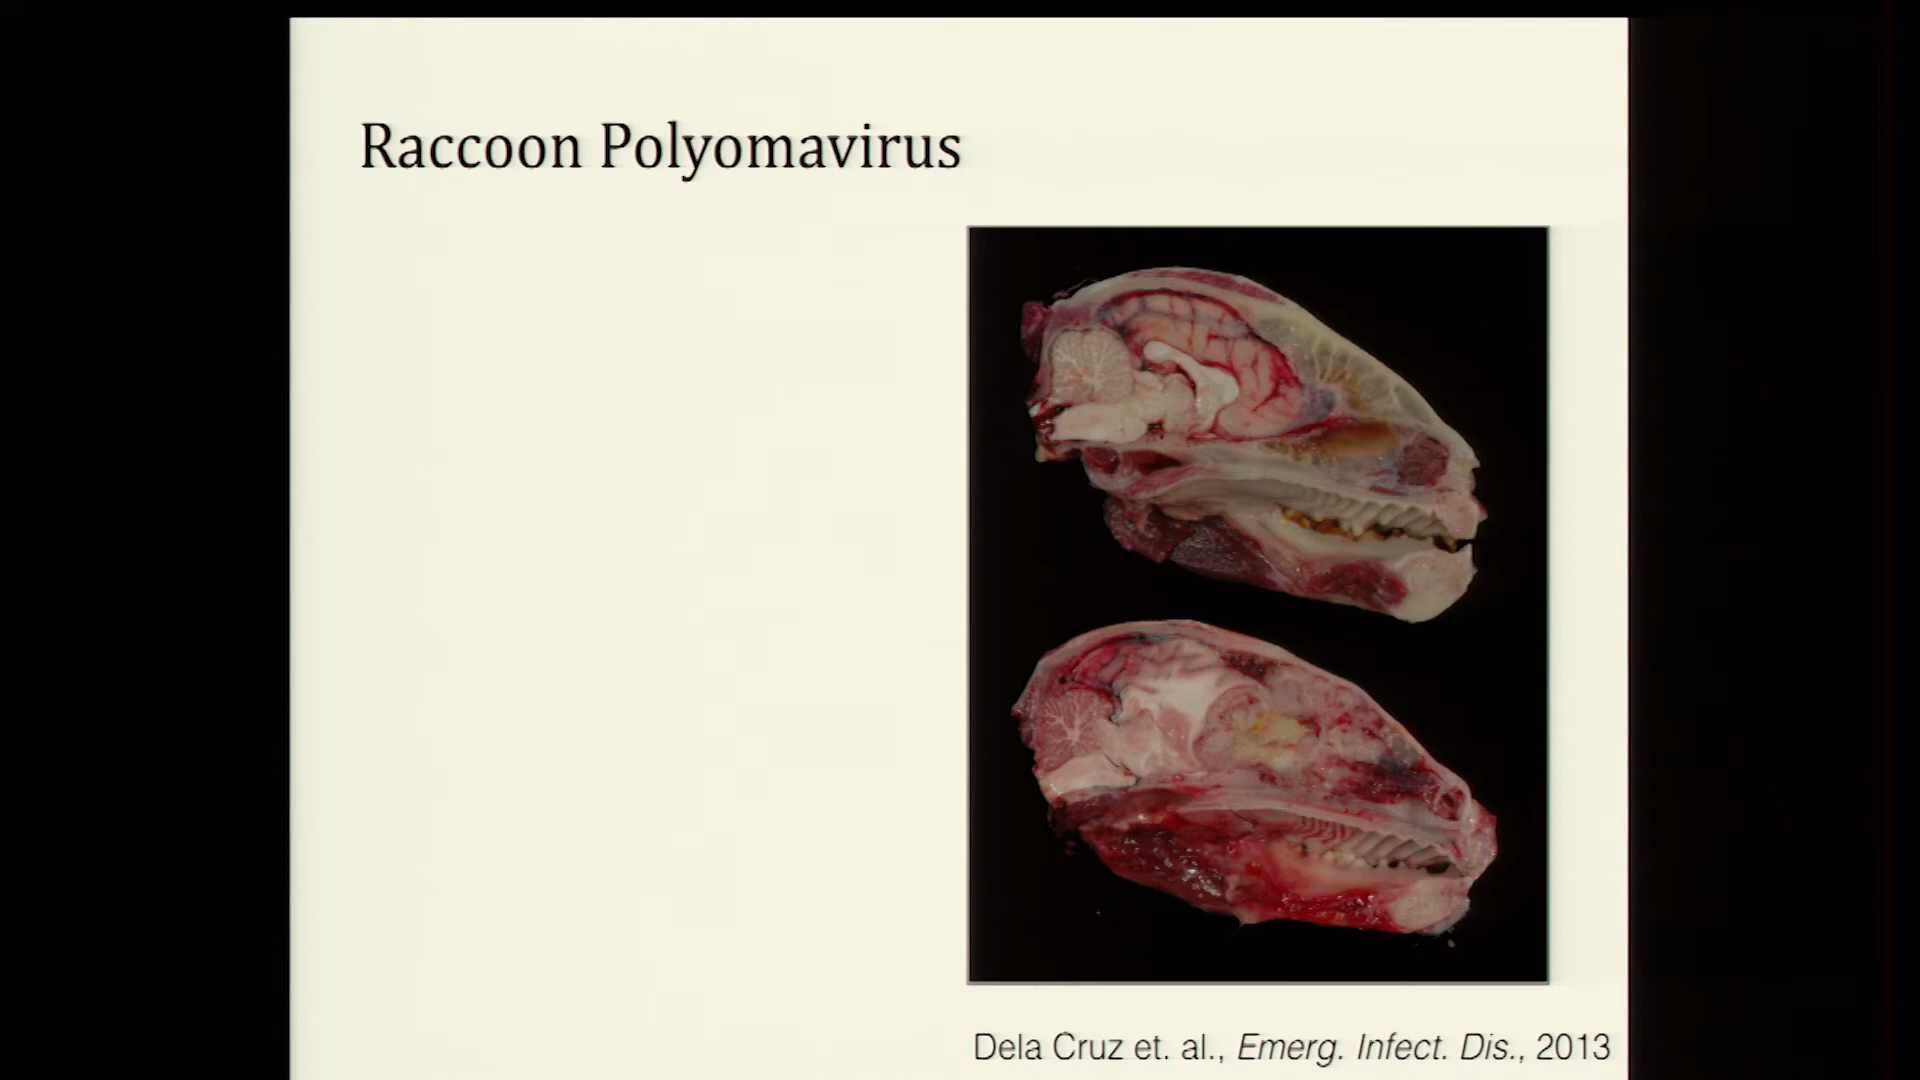 Raccoon Polyomavirus
Dela Cruz et. al., Emerg. Infect. Dis., 2013